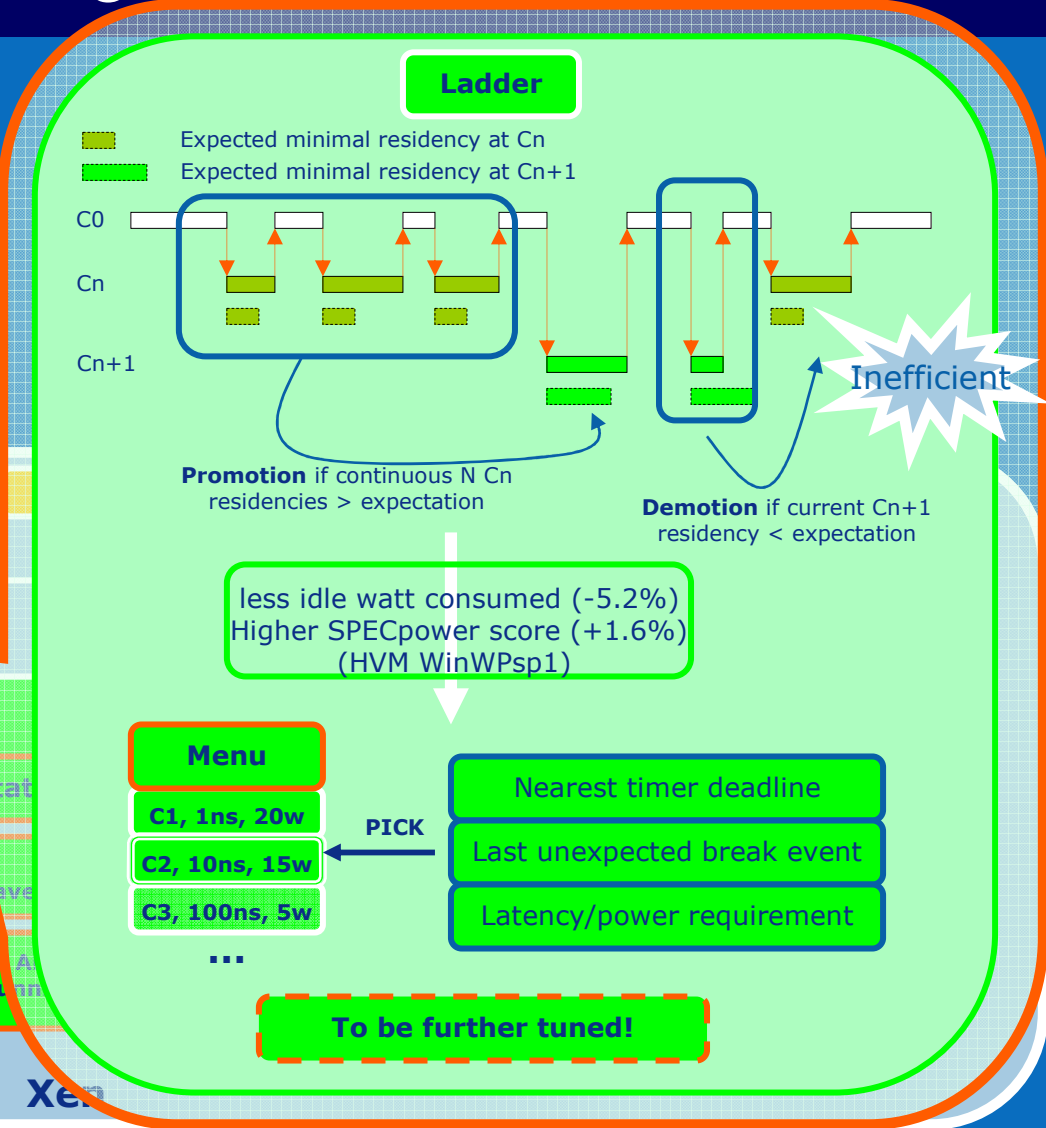 Ladder
Expected minimal residency at Cn
Expected minimal residency at Cn+1
C0
Cn
Cn+1
Inefficient
Promotion if continuous N Cn
residencies > expectation
Demotion if current Cn+1
residency < expectation
less idle watt consumed (-5.2%)
Higher SPECpower score (+1.6%)
(HVM WinWPsp1)
Menu
C1, 1ns, 20w
C2, 10ns, 15w
C3, 100ns, 5w
...
PICK
Nearest timer deadline
Last unexpected break event
Latency/power requirement
To be further tuned!
Xen